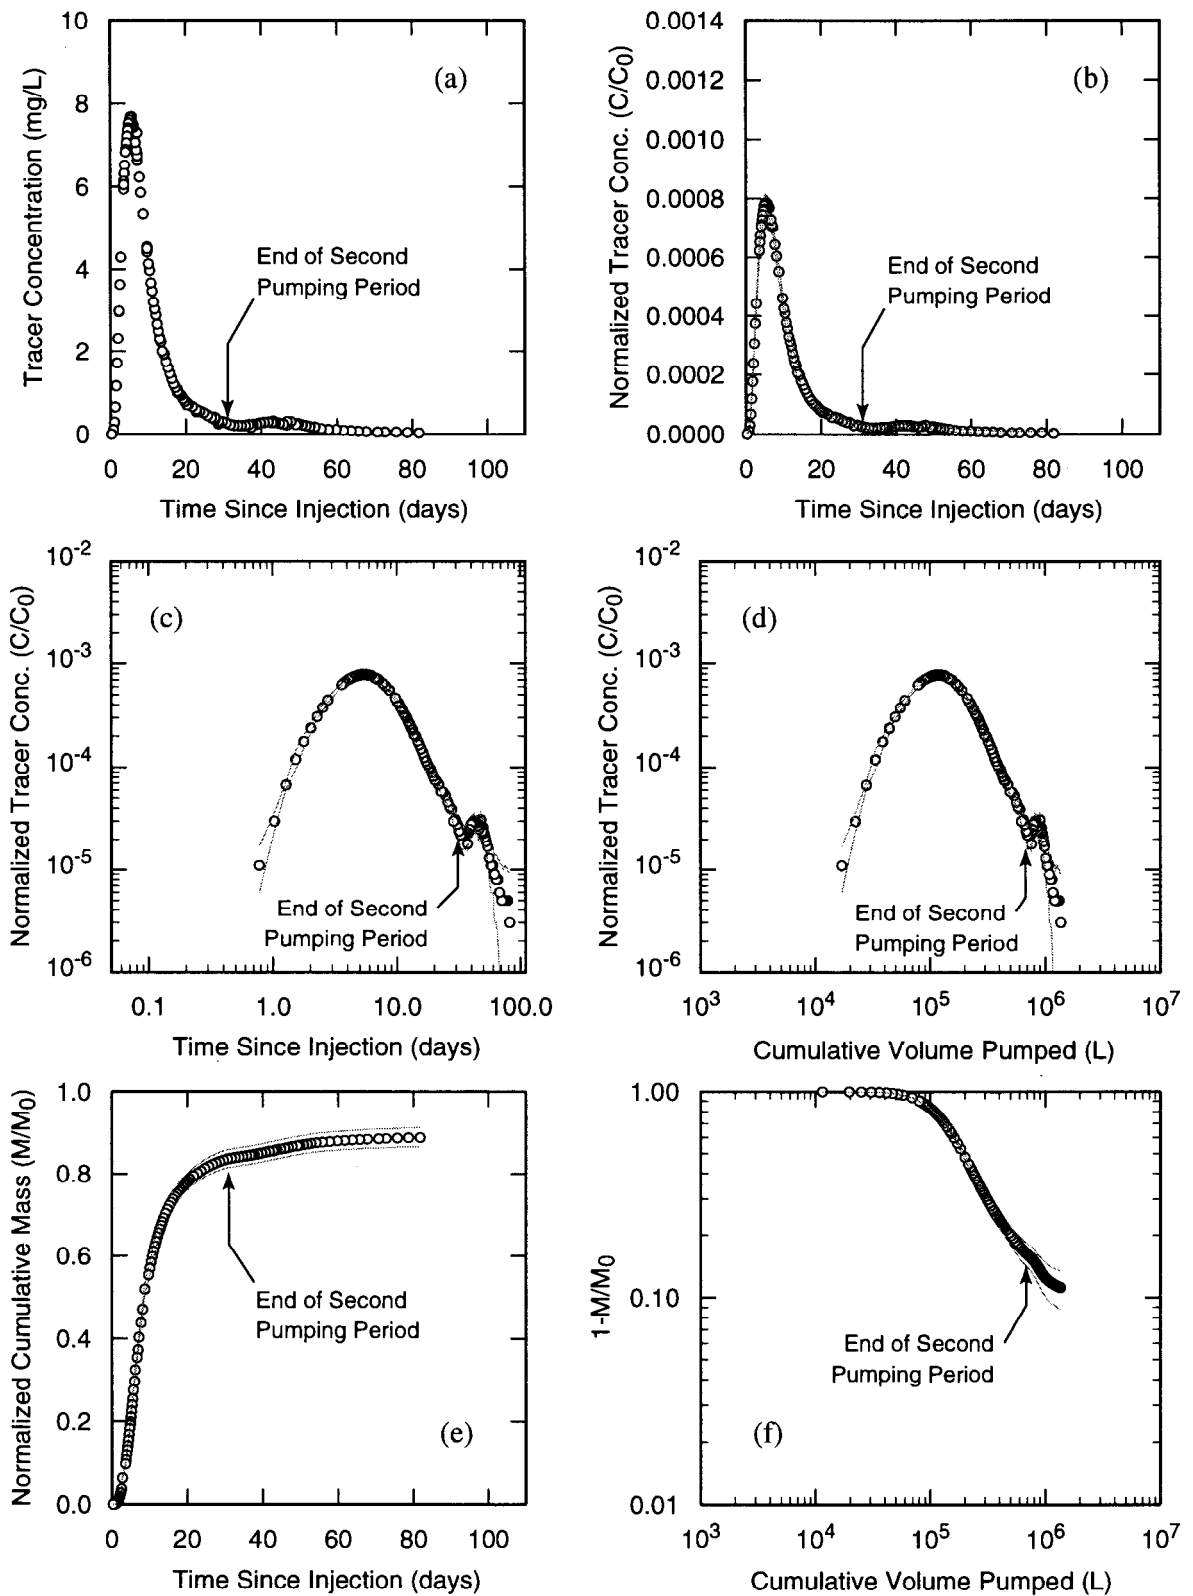 10
8
6
4
2
0
Tracer Concentration (mg/L)
(a)
End of Second
Pumping Period
0 20 40 60 80 100
Time Since Injection (days)
0.0014
0.0012
0.0010
0.0008
0.0006
0.0004
0.0002
0.0000
Normalized Tracer Conc. (C/C0)
(b)
End of Second
Pumping Period
0 20 40 60 80 100
Time Since Injection (days)
10-2
10-3
10-4
10-5
10-6
Normalized Tracer Conc. (C/C0)
(c)
End of Second
Pumping Period
0.1 1.0 10.0 100.0
Time Since Injection (days)
10-2
10-3
10-4
10-5
10-6
Normalized Tracer Conc. (C/C0)
(d)
End of Second
Pumping Period
103 104 105 106 107
Cumulative Volume Pumped (L)
1.0
0.8
0.6
0.4
0.2
0.0
Normalized Cumulative Mass (M/M0)
End of Second
Pumping Period
(e)
0 20 40 60 80 100
Time Since Injection (days)
1.00
0.10
0.01
1-M/M0
End of Second
Pumping Period
(f)
103 104 105 106 107
Cumulative Volume Pumped (L)